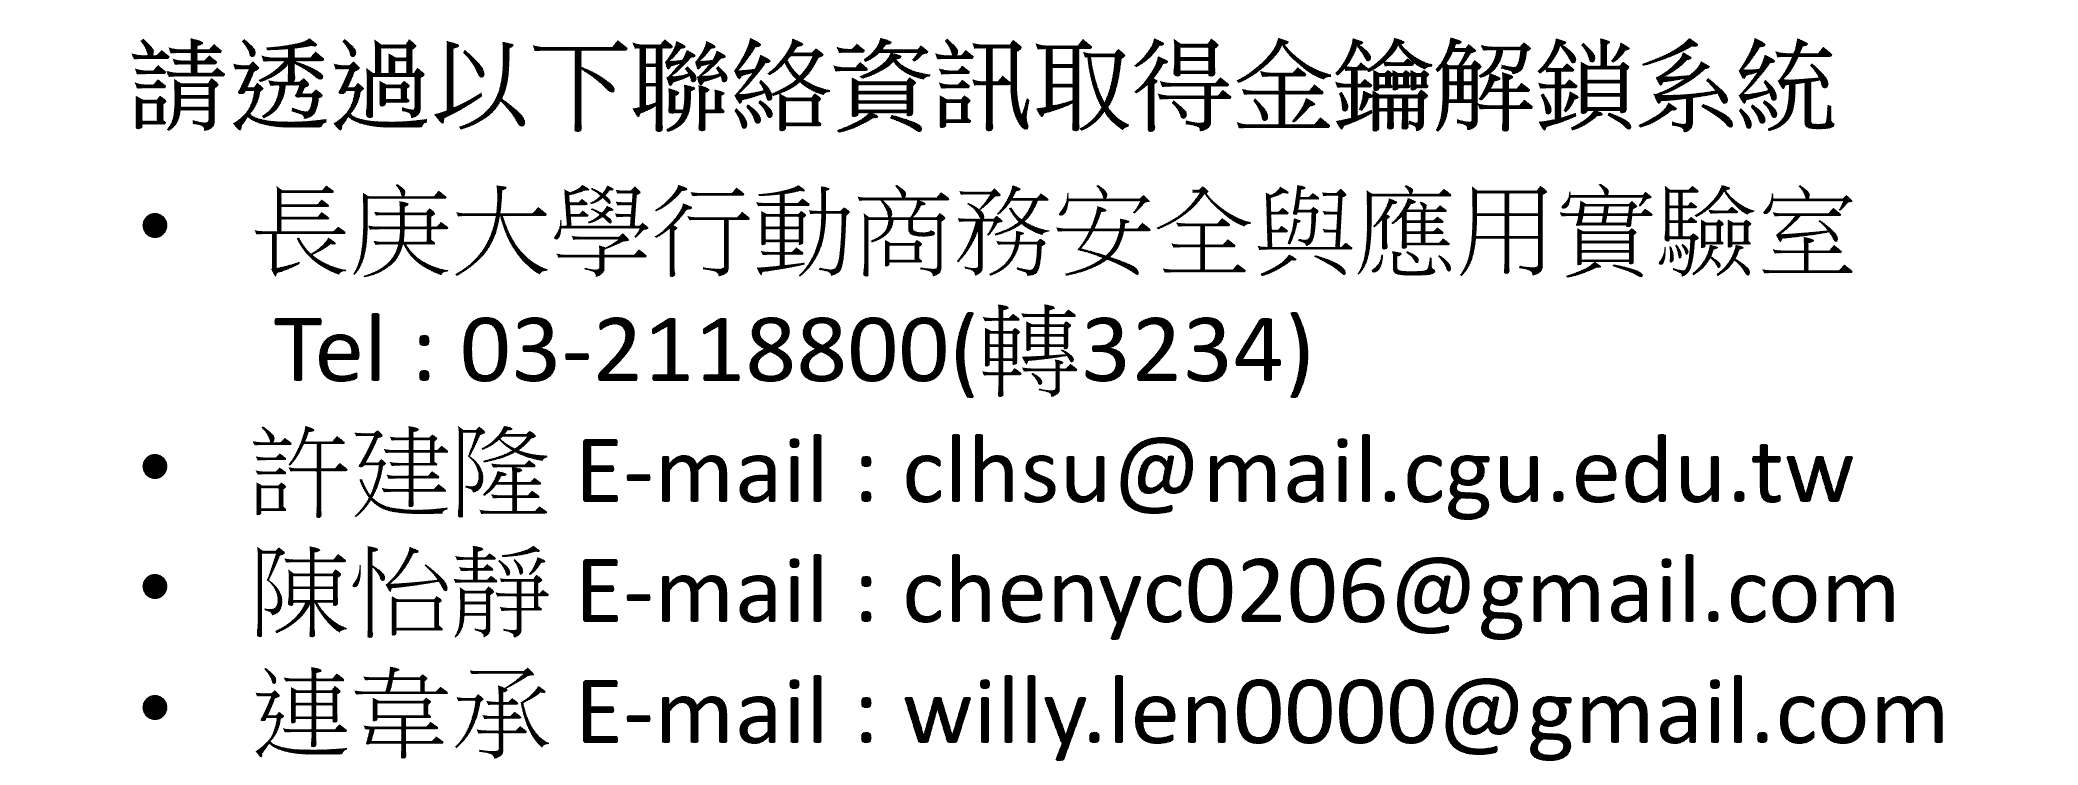 請透過以下聯絡資訊取得金鑰解鎖系統
• 長庚大學行動商務安全與應用實驗室
Tel : 03-2118800(轉3234)
• 許建隆 E-mail : clhsu@mail.cgu.edu.tw
• 陳怡靜 E-mail : chenyc0206@gmail.com
• 連韋承 E-mail : willy.len0000@gmail.com